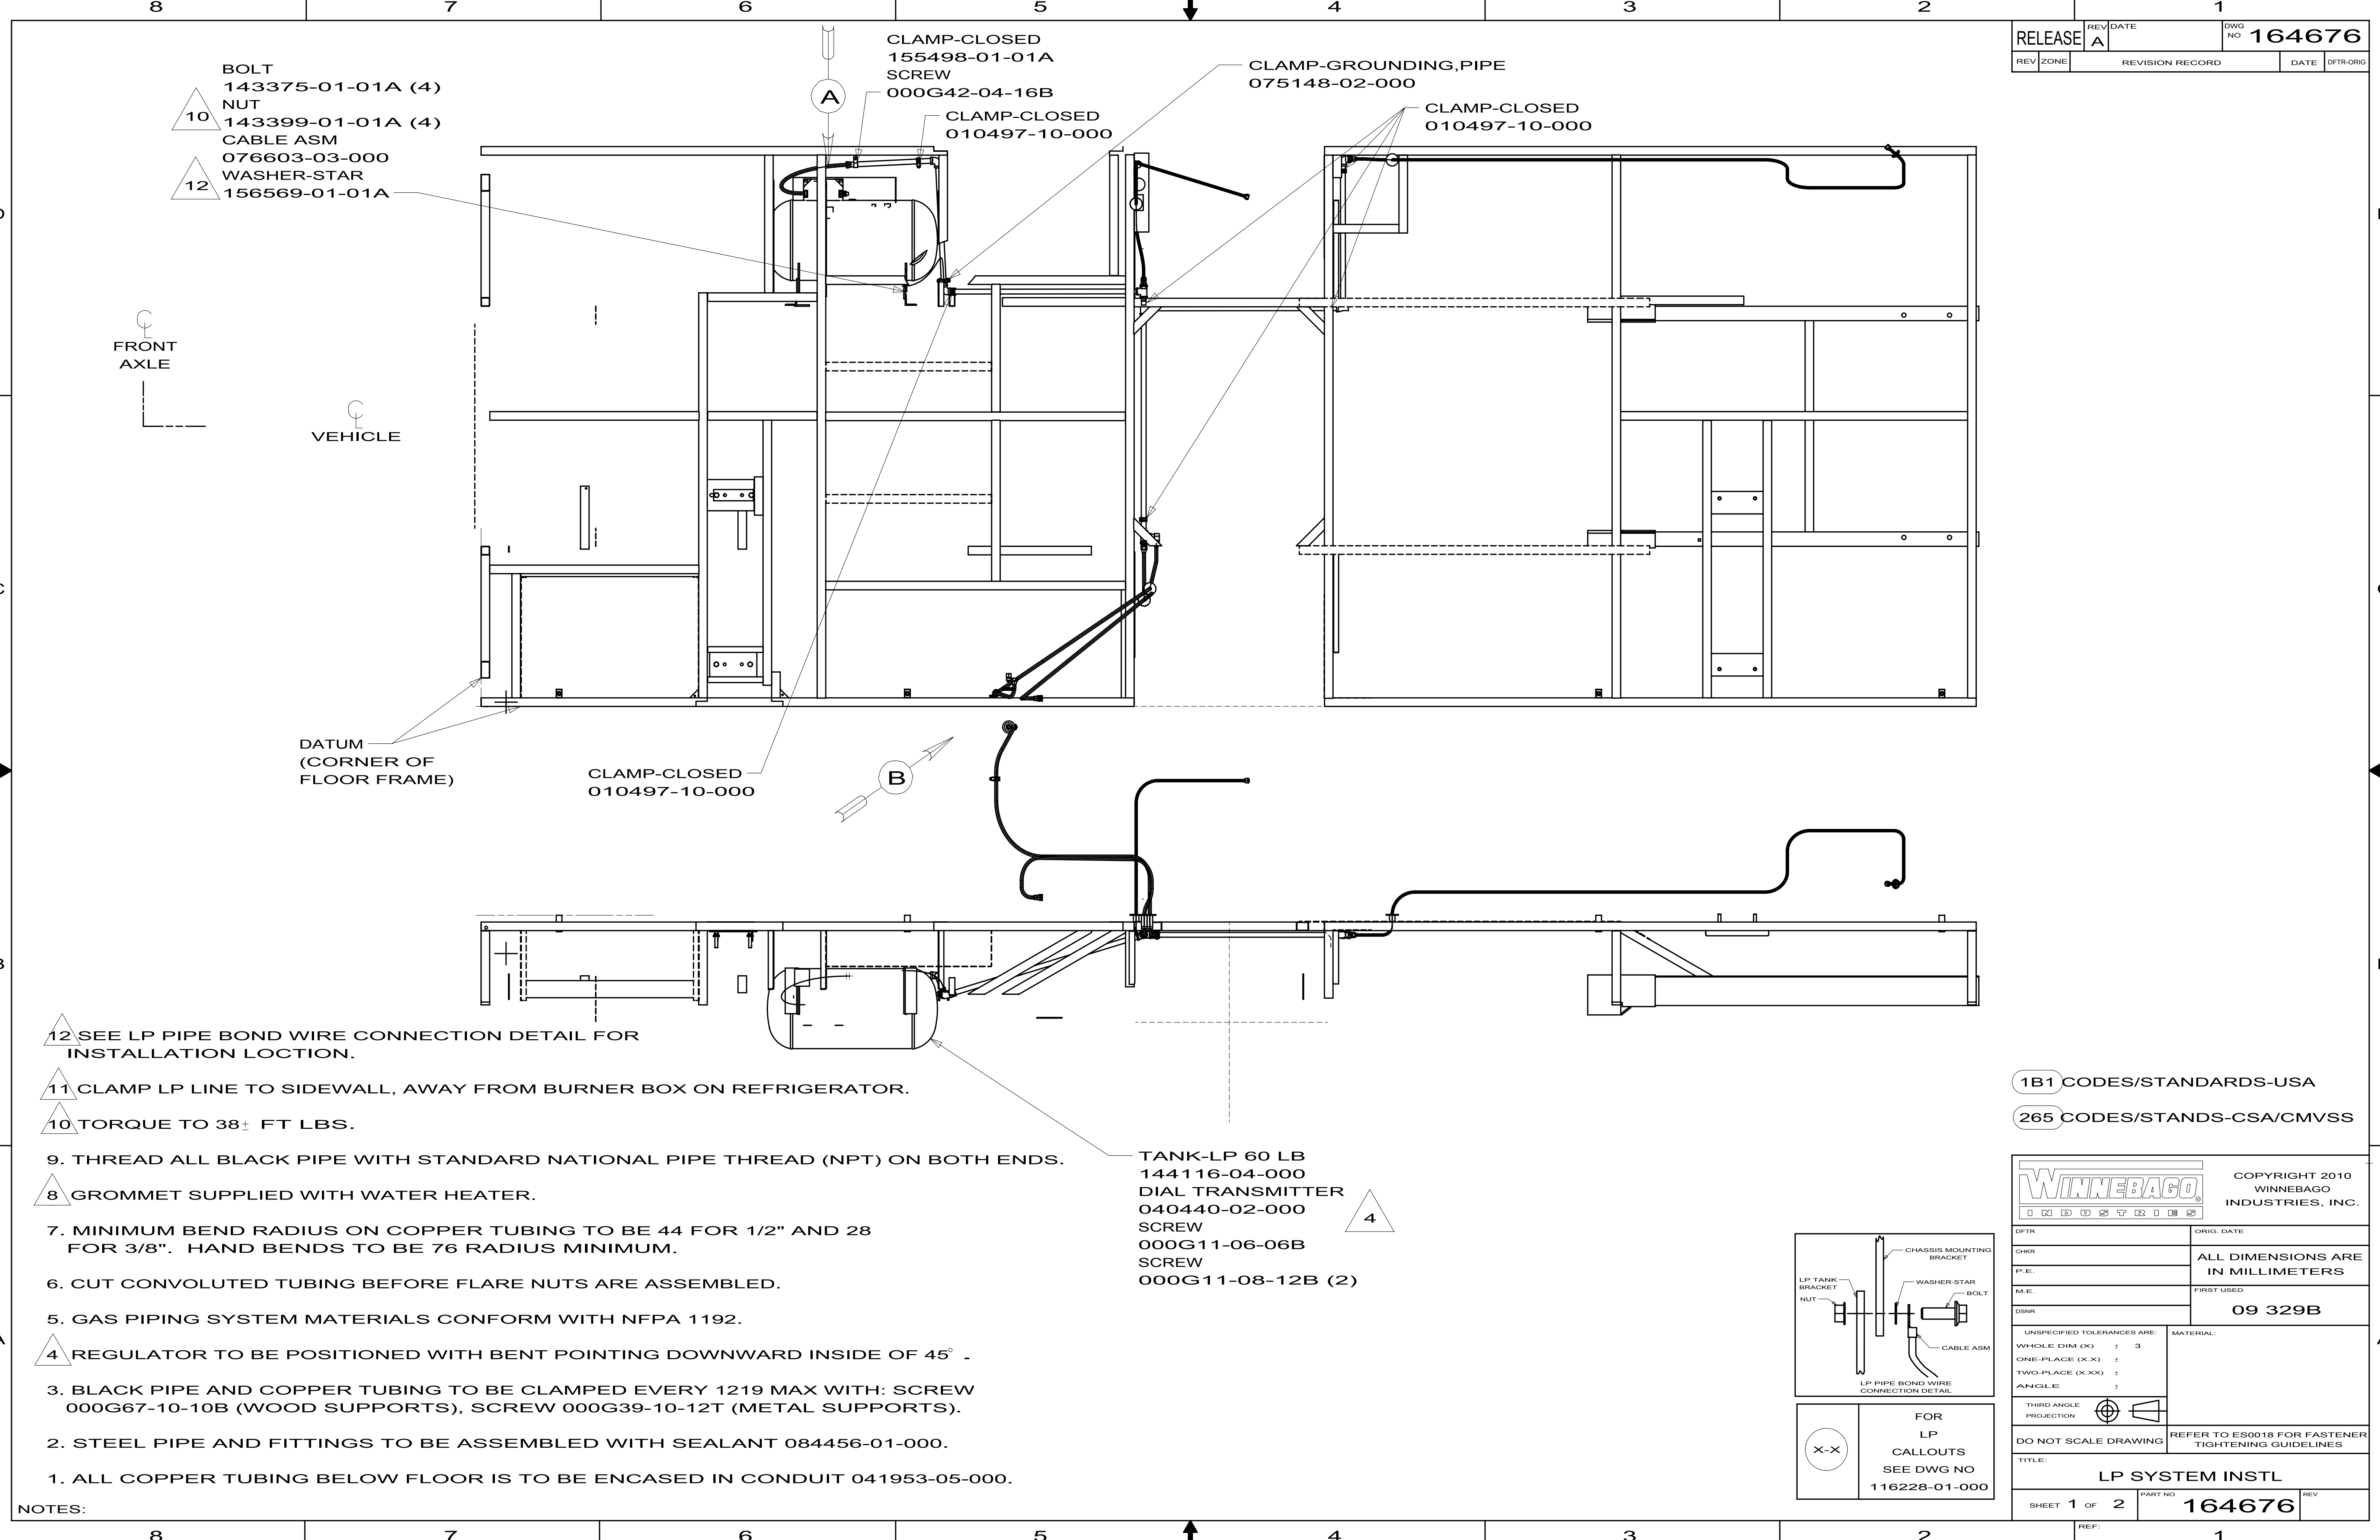 8 7 6 5 4 3 2 1
RELEASE
REV
A
DATE
DWG
NO
164676
REV ZONE REVISION RECORD DATE DFTR-ORIG
BOLT
143375-01-01A (4)
10
NUT
143399-01-01A (4)
CABLE ASM
076603-03-000
12
WASHER-STAR
156569-01-01A
A
CLAMP-CLOSED
155498-01-01A
SCREW
000G42-04-16B
CLAMP-CLOSED
010497-10-000
CLAMP-GROUNDING,PIPE
075148-02-000
CLAMP-CLOSED
010497-10-000
FRONT
AXLE
VEHICLE
DATUM
(CORNER OF
FLOOR FRAME)
CLAMP-CLOSED
010497-10-000
B
12 SEE LP PIPE BOND WIRE CONNECTION DETAIL FOR
INSTALLATION LOCTION.
11 CLAMP LP LINE TO SIDEWALL, AWAY FROM BURNER BOX ON REFRIGERATOR.
10 TORQUE TO 38± FT LBS.
9. THREAD ALL BLACK PIPE WITH STANDARD NATIONAL PIPE THREAD (NPT) ON BOTH ENDS.
8 GROMMET SUPPLIED WITH WATER HEATER.
7. MINIMUM BEND RADIUS ON COPPER TUBING TO BE 44 FOR 1/2" AND 28
FOR 3/8". HAND BENDS TO BE 76 RADIUS MINIMUM.
6. CUT CONVOLUTED TUBING BEFORE FLARE NUTS ARE ASSEMBLED.
5. GAS PIPING SYSTEM MATERIALS CONFORM WITH NFPA 1192.
4 REGULATOR TO BE POSITIONED WITH BENT POINTING DOWNWARD INSIDE OF 45° .
3. BLACK PIPE AND COPPER TUBING TO BE CLAMPED EVERY 1219 MAX WITH: SCREW
000G67-10-10B (WOOD SUPPORTS), SCREW 000G39-10-12T (METAL SUPPORTS).
2. STEEL PIPE AND FITTINGS TO BE ASSEMBLED WITH SEALANT 084456-01-000.
1. ALL COPPER TUBING BELOW FLOOR IS TO BE ENCASED IN CONDUIT 041953-05-000.
NOTES:
TANK-LP 60 LB
144116-04-000
DIAL TRANSMITTER
040440-02-000
SCREW
000G11-06-06B
SCREW
000G11-08-12B (2)
4
CHASSIS MOUNTING
BRACKET
LP TANK
BRACKET
WASHER-STAR
NUT
BOLT
CABLE ASM
LP PIPE BOND WIRE
CONNECTION DETAIL
X-X
FOR
LP
CALLOUTS
SEE DWG NO
116228-01-000
1B1 CODES/STANDARDS-USA
265 CODES/STANDS-CSA/CMVSS
WINNEBAGO
INDUSTRIES
COPYRIGHT 2010
WINNEBAGO
INDUSTRIES, INC.
DFTR
ORIG. DATE
CHKR
ALL DIMENSIONS ARE
IN MILLIMETERS
P.E.
M.E.
FIRST USED
09 329B
DSNR
UNSPECIFIED TOLERANCES ARE:
MATERIAL:
WHOLE DIM (X) ± 3
ONE-PLACE (X.X) ±
TWO-PLACE (X.XX) ±
ANGLE ±
THIRD ANGLE
PROJECTION
DO NOT SCALE DRAWING
REFER TO ES0018 FOR FASTENER
TIGHTENING GUIDELINES
TITLE:
LP SYSTEM INSTL
SHEET 1 OF 2
PART NO
164676
REV
REF:
8 7 6 5 4 3 2 1